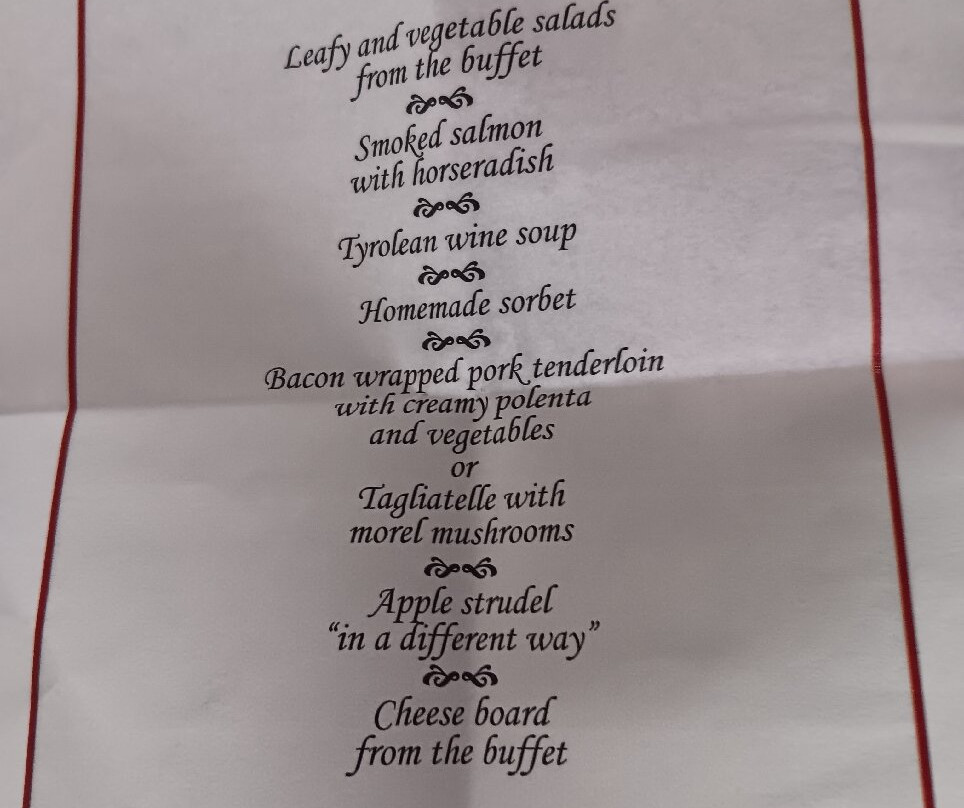 Leafy and vegetable salads
from the buffet
Smoked salmon
with horseradish
Tyrolean wine soup
Homemade sorbet
Bacon wrapped pork tenderloin
with creamy polenta
and vegetables
or
Tagliatelle with
morel mushrooms
Apple strudel
“in a different way”
Cheese board
from the buffet